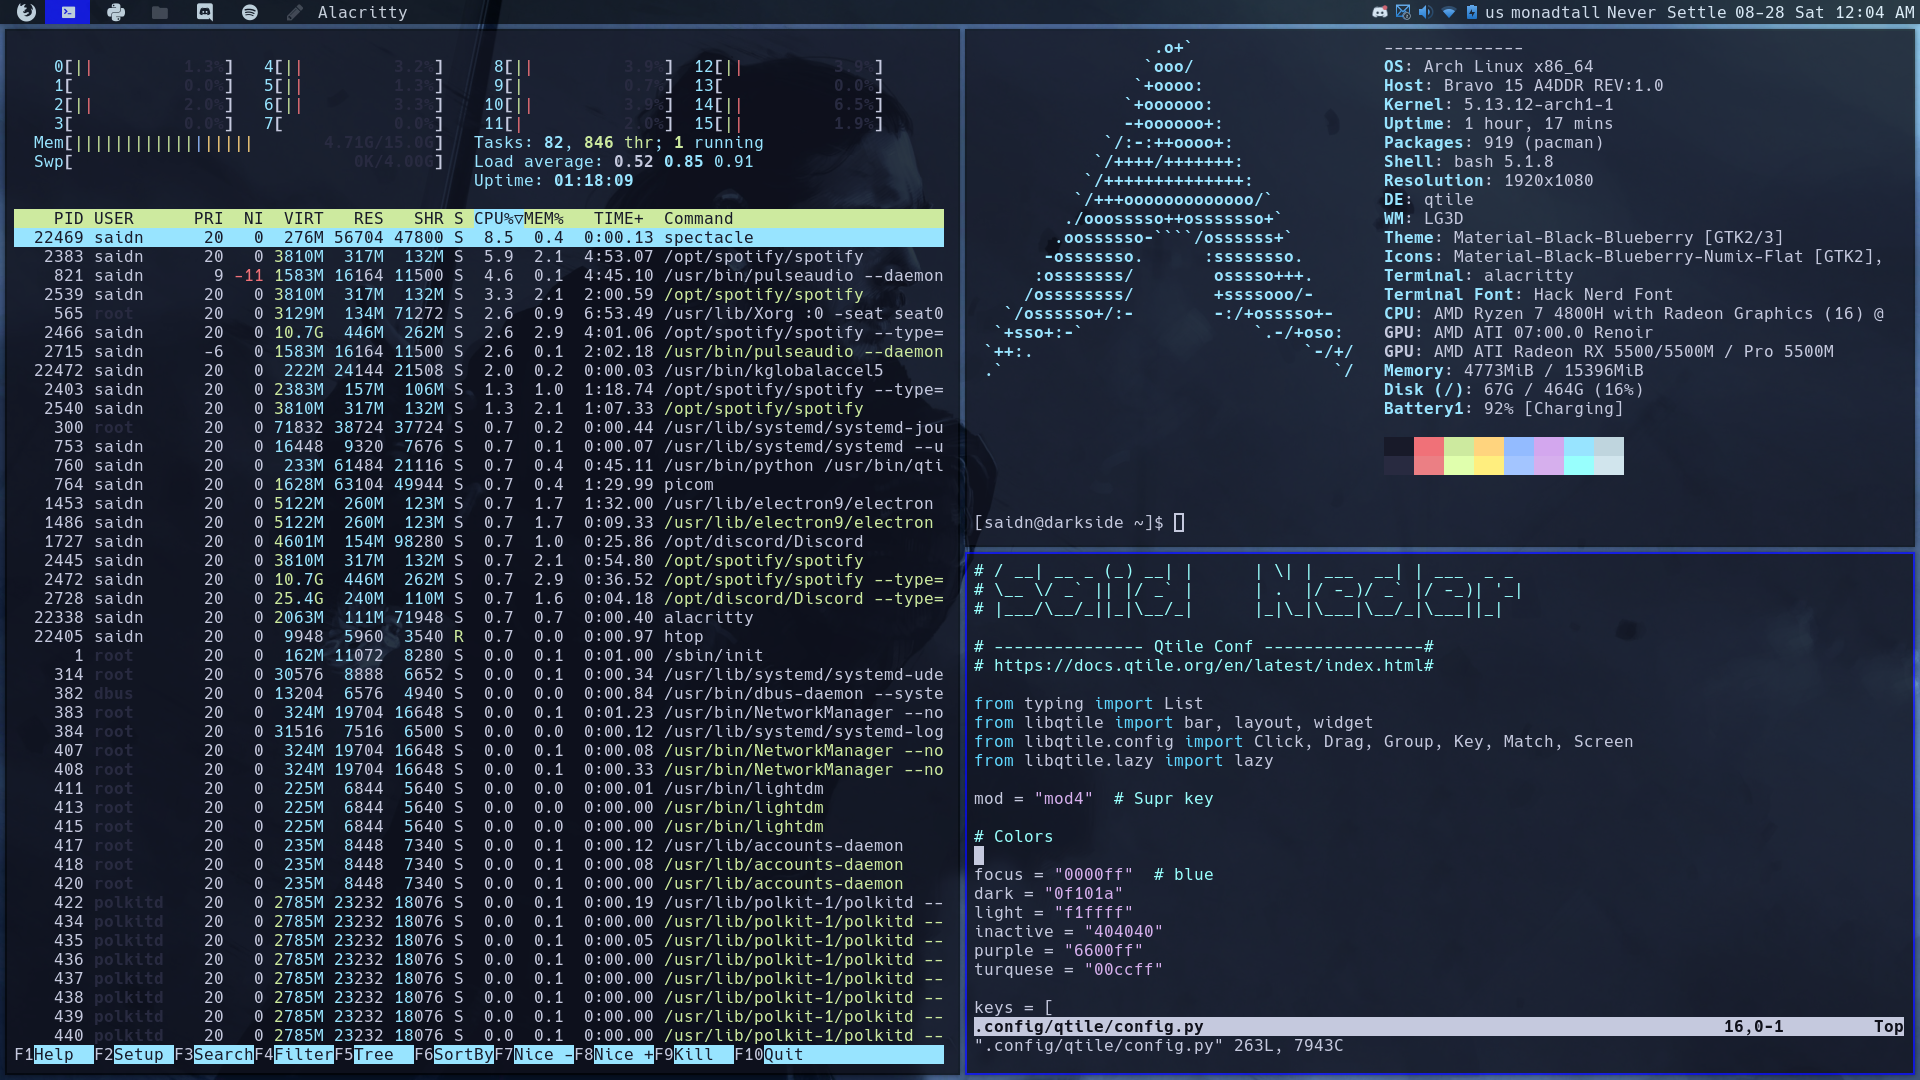 Alacritty
us monadtall Never Settle 08-28 Sat 12:04 AM
0[|| 1.3%] 4[|| 3.2%] 8[|| 3.9%] 12[|| 3.9%]
1[ 0.0%] 5[|| 1.3%] 9[| 0.7%] 13[ 0.0%]
2[|| 2.0%] 6[|| 3.3%] 10[|| 3.9%] 14[|| 6.5%]
3[ 0.0%] 7[ 0.0%] 11[| 2.0%] 15[|| 1.9%]
Mem[|||||||||||||||||| 4.71G/15.0G] Tasks: 82, 846 thr; 1 running
Swp[ 0K/4.00G] Load average: 0.52 0.85 0.91
Uptime: 01:18:09
PID USER PRI NI VIRT RES SHR S CPU%▽MEM% TIME+ Command
22469 saidn 20 0 276M 56704 47800 S 8.5 0.4 0:00.13 spectacle
2383 saidn 20 0 3810M 317M 132M S 5.9 2.1 4:53.07 /opt/spotify/spotify
821 saidn 9 -11 1583M 16164 11500 S 4.6 0.1 4:45.10 /usr/bin/pulseaudio --daemon
2539 saidn 20 0 3810M 317M 132M S 3.3 2.1 2:00.59 /opt/spotify/spotify
565 root 20 0 3129M 134M 71272 S 2.6 0.9 6:53.49 /usr/lib/Xorg :0 -seat seat0
2466 saidn 20 0 10.7G 446M 262M S 2.6 2.9 4:01.06 /opt/spotify/spotify --type=
2715 saidn -6 0 1583M 16164 11500 S 2.6 0.1 2:02.18 /usr/bin/pulseaudio --daemon
22472 saidn 20 0 222M 24144 21508 S 2.0 0.2 0:00.03 /usr/bin/kglobalaccel5
2403 saidn 20 0 2383M 157M 106M S 1.3 1.0 1:18.74 /opt/spotify/spotify --type=
2540 saidn 20 0 3810M 317M 132M S 1.3 2.1 1:07.33 /opt/spotify/spotify
300 root 20 0 71832 38724 37724 S 0.7 0.2 0:00.44 /usr/lib/systemd/systemd-jou
753 saidn 20 0 16448 9320 7676 S 0.7 0.1 0:00.07 /usr/lib/systemd/systemd --u
760 saidn 20 0 233M 61484 21116 S 0.7 0.4 0:45.11 /usr/bin/python /usr/bin/qti
764 saidn 20 0 1628M 63104 49944 S 0.7 0.4 1:29.99 picom
1453 saidn 20 0 5122M 260M 123M S 0.7 1.7 1:32.00 /usr/lib/electron9/electron
1486 saidn 20 0 5122M 260M 123M S 0.7 1.7 0:09.33 /usr/lib/electron9/electron
1727 saidn 20 0 4601M 154M 98280 S 0.7 1.0 0:25.86 /opt/discord/Discord
2445 saidn 20 0 3810M 317M 132M S 0.7 2.1 0:54.80 /opt/spotify/spotify
2472 saidn 20 0 10.7G 446M 262M S 0.7 2.9 0:36.52 /opt/spotify/spotify --type=
2728 saidn 20 0 25.4G 240M 110M S 0.7 1.6 0:04.18 /opt/discord/Discord --type=
22338 saidn 20 0 2063M 111M 71948 S 0.7 0.7 0:00.40 alacritty
22405 saidn 20 0 9948 5960 3540 R 0.7 0.0 0:00.97 htop
1 root 20 0 162M 11072 8280 S 0.0 0.1 0:01.00 /sbin/init
314 root 20 0 30576 8888 6652 S 0.0 0.1 0:00.34 /usr/lib/systemd/systemd-ude
382 dbus 20 0 13204 6576 4940 S 0.0 0.0 0:00.84 /usr/bin/dbus-daemon --syste
383 root 20 0 324M 19704 16648 S 0.0 0.1 0:01.23 /usr/bin/NetworkManager --no
384 root 20 0 31516 7516 6500 S 0.0 0.0 0:00.12 /usr/lib/systemd/systemd-log
407 root 20 0 324M 19704 16648 S 0.0 0.1 0:00.08 /usr/bin/NetworkManager --no
408 root 20 0 324M 19704 16648 S 0.0 0.1 0:00.33 /usr/bin/NetworkManager --no
411 root 20 0 225M 6844 5640 S 0.0 0.0 0:00.01 /usr/bin/lightdm
413 root 20 0 225M 6844 5640 S 0.0 0.0 0:00.00 /usr/bin/lightdm
415 root 20 0 225M 6844 5640 S 0.0 0.0 0:00.00 /usr/bin/lightdm
417 root 20 0 235M 8448 7340 S 0.0 0.1 0:00.12 /usr/lib/accounts-daemon
418 root 20 0 235M 8448 7340 S 0.0 0.1 0:00.08 /usr/lib/accounts-daemon
420 root 20 0 235M 8448 7340 S 0.0 0.1 0:00.00 /usr/lib/accounts-daemon
422 polkitd 20 0 2785M 23232 18076 S 0.0 0.1 0:00.19 /usr/lib/polkit-1/polkitd --
434 polkitd 20 0 2785M 23232 18076 S 0.0 0.1 0:00.00 /usr/lib/polkit-1/polkitd --
435 polkitd 20 0 2785M 23232 18076 S 0.0 0.1 0:00.05 /usr/lib/polkit-1/polkitd --
436 polkitd 20 0 2785M 23232 18076 S 0.0 0.1 0:00.00 /usr/lib/polkit-1/polkitd --
437 polkitd 20 0 2785M 23232 18076 S 0.0 0.1 0:00.00 /usr/lib/polkit-1/polkitd --
438 polkitd 20 0 2785M 23232 18076 S 0.0 0.1 0:00.00 /usr/lib/polkit-1/polkitd --
439 polkitd 20 0 2785M 23232 18076 S 0.0 0.1 0:00.00 /usr/lib/polkit-1/polkitd --
440 polkitd 20 0 2785M 23232 18076 S 0.0 0.1 0:00.00 /usr/lib/polkit-1/polkitd --
F1Help F2Setup F3SearchF4FilterF5Tree F6SortByF7Nice -F8Nice +F9Kill F10Quit
--------------
OS: Arch Linux x86_64
Host: Bravo 15 A4DDR REV:1.0
Kernel: 5.13.12-arch1-1
Uptime: 1 hour, 17 mins
Packages: 919 (pacman)
Shell: bash 5.1.8
Resolution: 1920x1080
DE: qtile
WM: LG3D
Theme: Material-Black-Blueberry [GTK2/3]
Icons: Material-Black-Blueberry-Numix-Flat [GTK2],
Terminal: alacritty
Terminal Font: Hack Nerd Font
CPU: AMD Ryzen 7 4800H with Radeon Graphics (16) @
GPU: AMD ATI 07:00.0 Renoir
GPU: AMD ATI Radeon RX 5500/5500M / Pro 5500M
Memory: 4773MiB / 15396MiB
Disk (/): 67G / 464G (16%)
Battery1: 92% [Charging]
[saidn@darkside ~]$
# / __| __ _ (_) __| | | \| | ___ __| | ___ _ _
# \__ \/ _` || |/ _` | | . |/ -_)/ _` |/ -_)| '_|
# |___/\__/_||_|\__/_| |_|\_|\___|\__/_|\___||_|
# --------------- Qtile Conf ----------------#
# https://docs.qtile.org/en/latest/index.html#
from typing import List
from libqtile import bar, layout, widget
from libqtile.config import Click, Drag, Group, Key, Match, Screen
from libqtile.lazy import lazy
mod = "mod4" # Supr key
# Colors
focus = "0000ff" # blue
dark = "0f101a"
light = "f1ffff"
inactive = "404040"
purple = "6600ff"
turquese = "00ccff"
keys = [
.config/qtile/config.py 16,0-1 Top
".config/qtile/config.py" 263L, 7943C